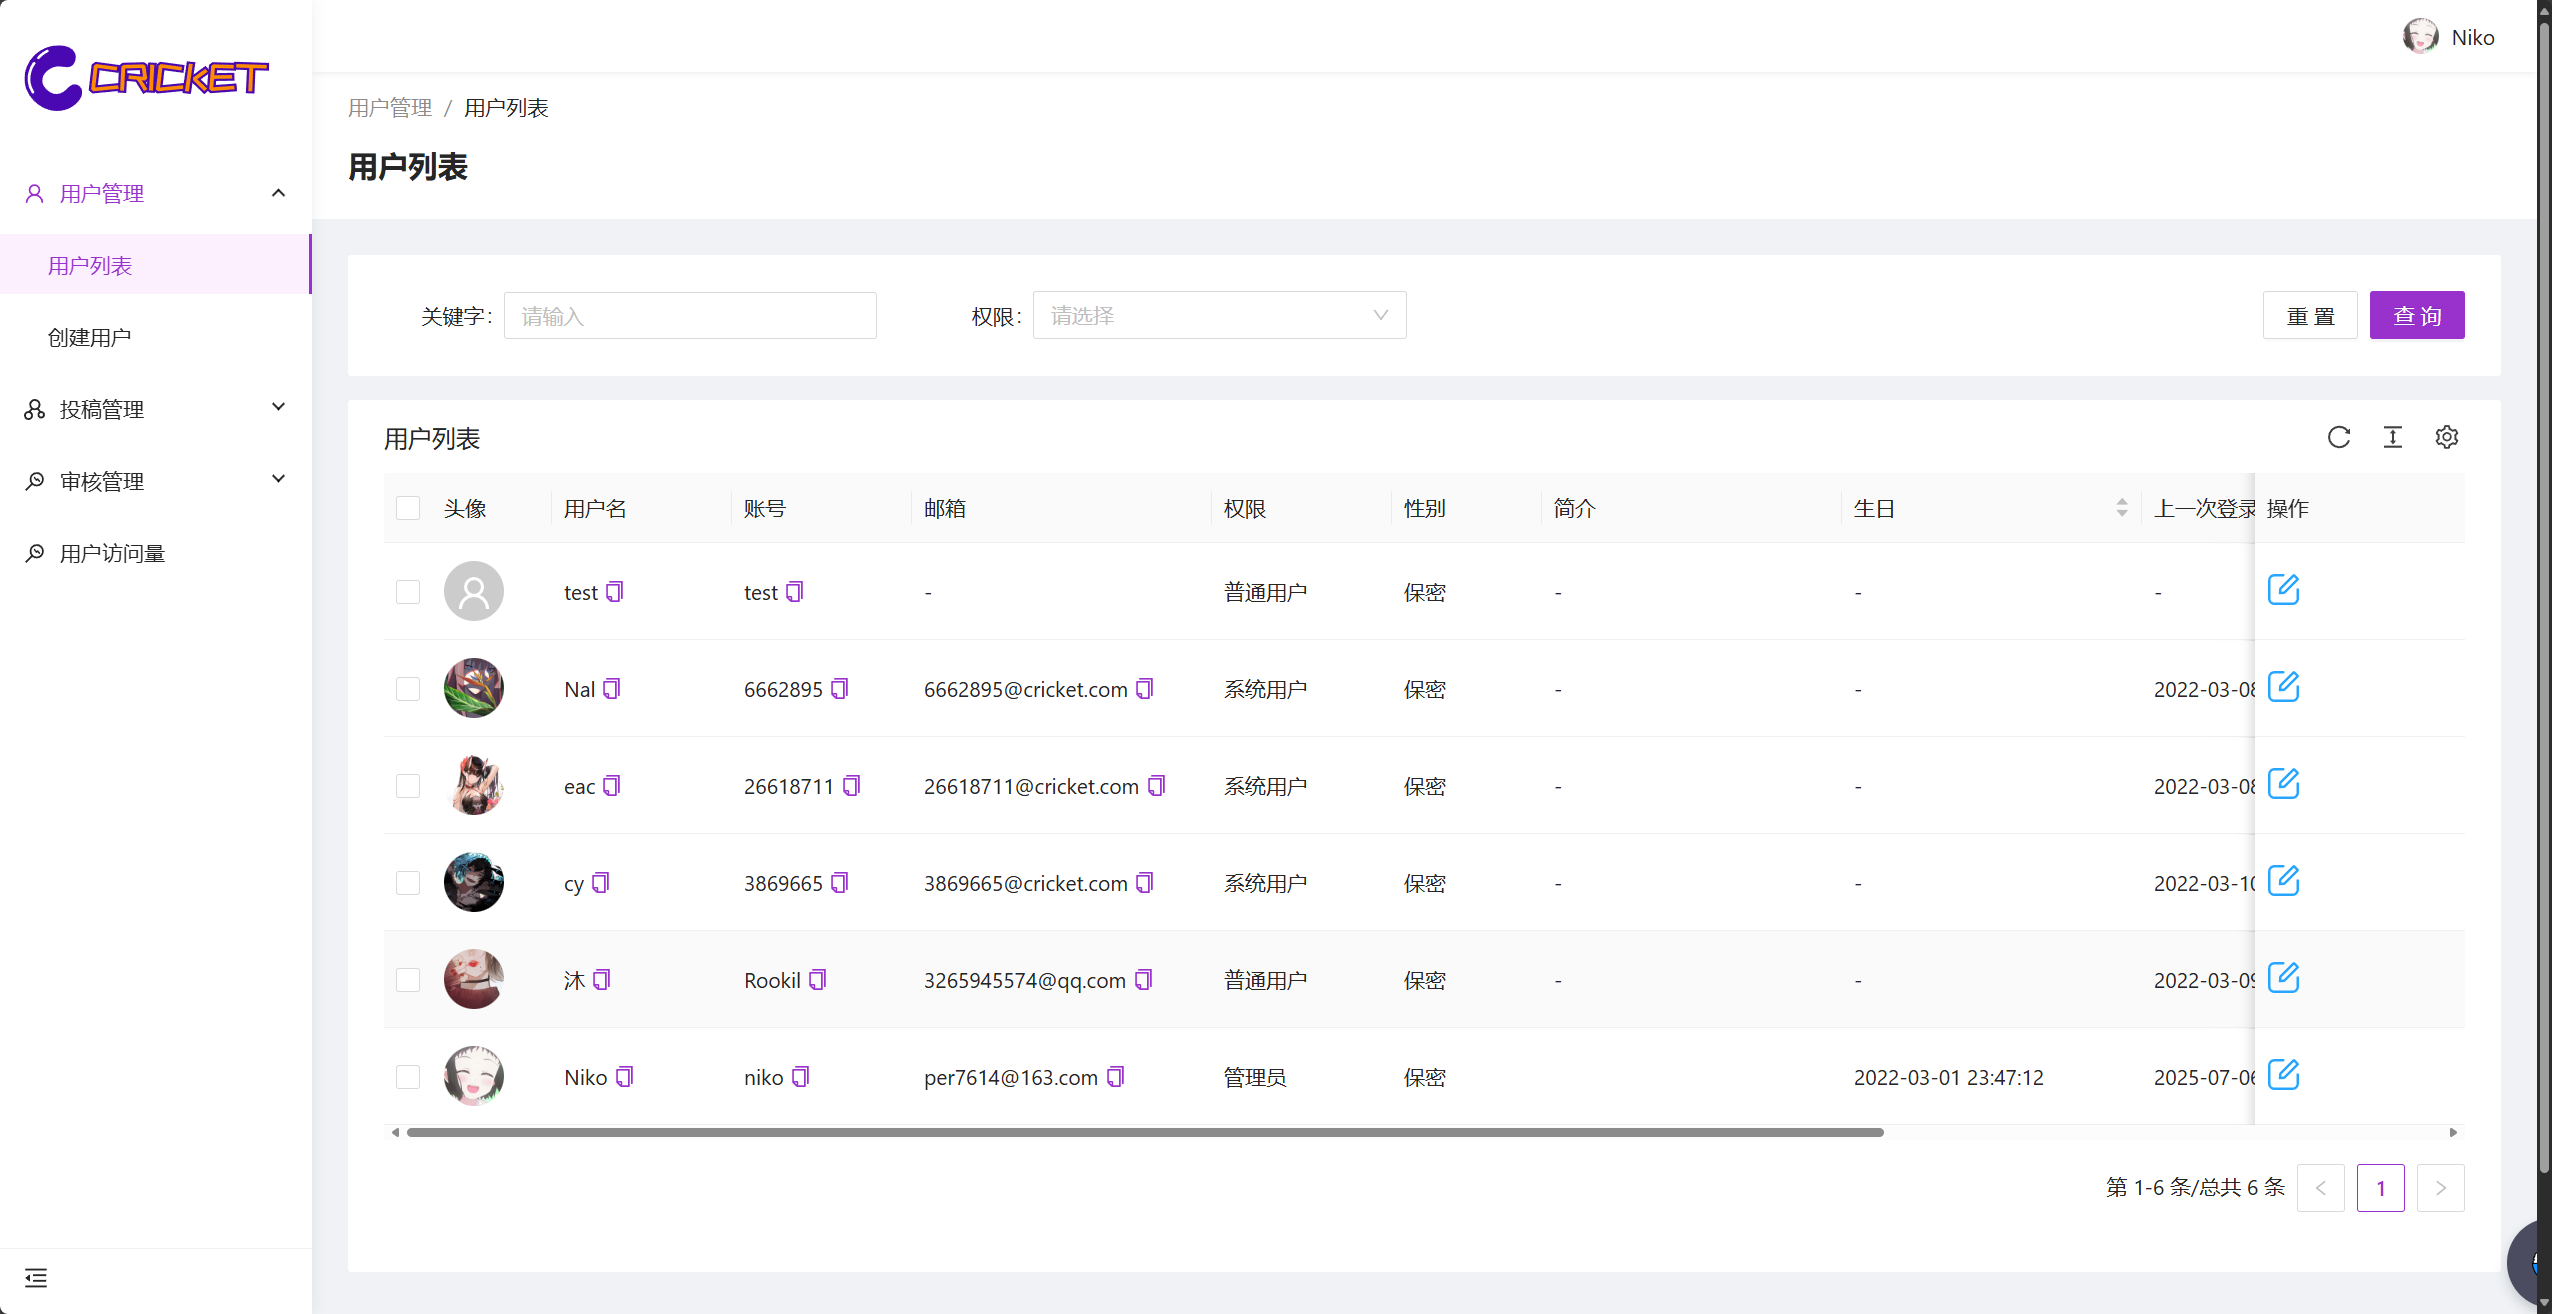 CRICKET
Niko
用户管理
用户列表
创建用户
投稿管理
审核管理
用户访问量
用户管理 / 用户列表
用户列表
关键字: 请输入 权限: 请选择 重 置 查 询
用户列表
头像 用户名 账号 邮箱 权限 性别 简介 生日 上一次登录 操作
test test - 普通用户 保密 - - -
Nal 6662895 6662895@cricket.com 系统用户 保密 - - 2022-03-08
eac 26618711 26618711@cricket.com 系统用户 保密 - - 2022-03-08
cy 3869665 3869665@cricket.com 系统用户 保密 - - 2022-03-10
沐 Rookil 3265945574@qq.com 普通用户 保密 - - 2022-03-09
Niko niko per7614@163.com 管理员 保密 2022-03-01 23:47:12 2025-07-06
第 1-6 条/总共 6 条 < 1 >